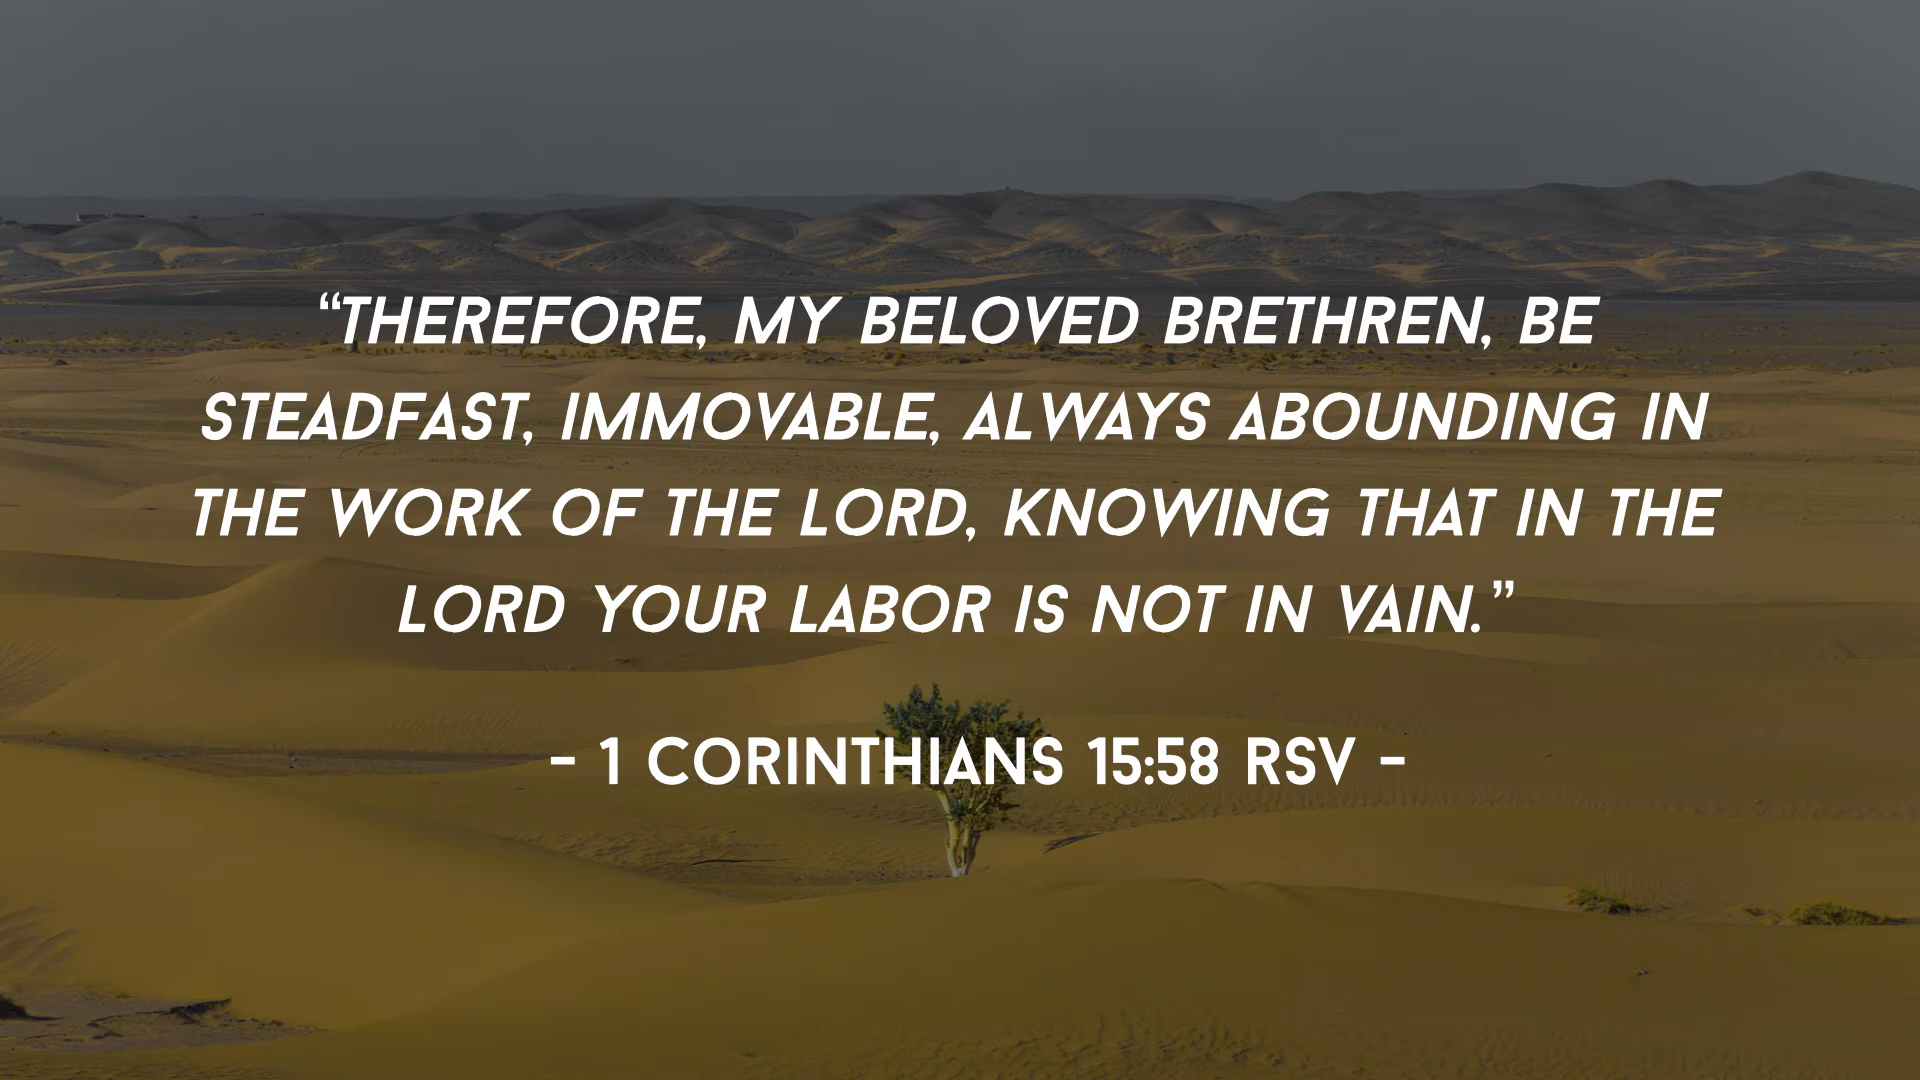 “THEREFORE, MY BELOVED BRETHREN, BE
STEADFAST, IMMOVABLE, ALWAYS ABOUNDING IN
THE WORK OF THE LORD, KNOWING THAT IN THE
LORD YOUR LABOR IS NOT IN VAIN.”
- 1 CORINTHIANS 15:58 RSV -